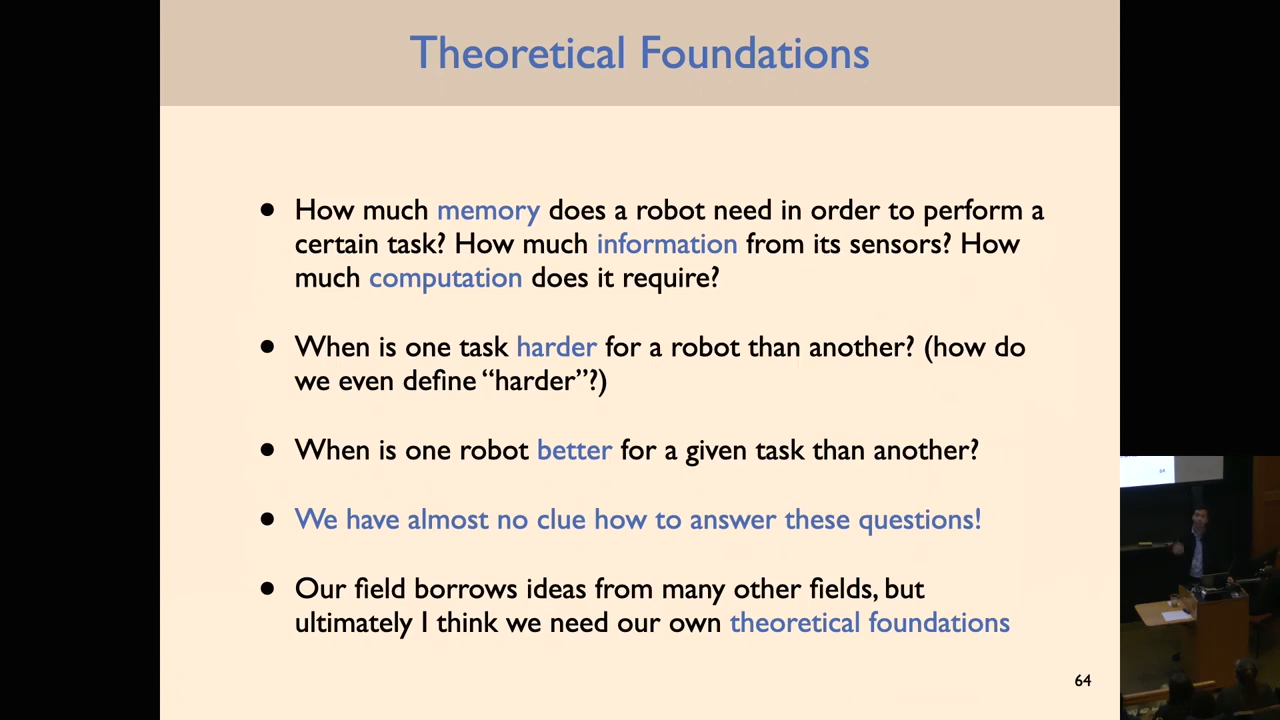 Theoretical Foundations
● How much memory does a robot need in order to perform a
certain task? How much information from its sensors? How
much computation does it require?
● When is one task harder for a robot than another? (how do
we even define “harder”?)
● When is one robot better for a given task than another?
● We have almost no clue how to answer these questions!
● Our field borrows ideas from many other fields, but
ultimately I think we need our own theoretical foundations
64